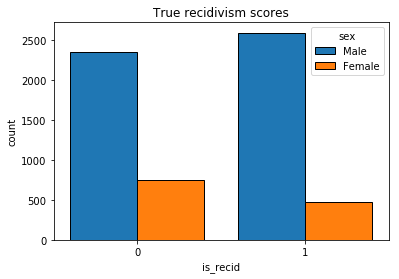 True recidivism scores
sex
Male
Female
2500
2000
1500
1000
500
0
count
0
1
is_recid